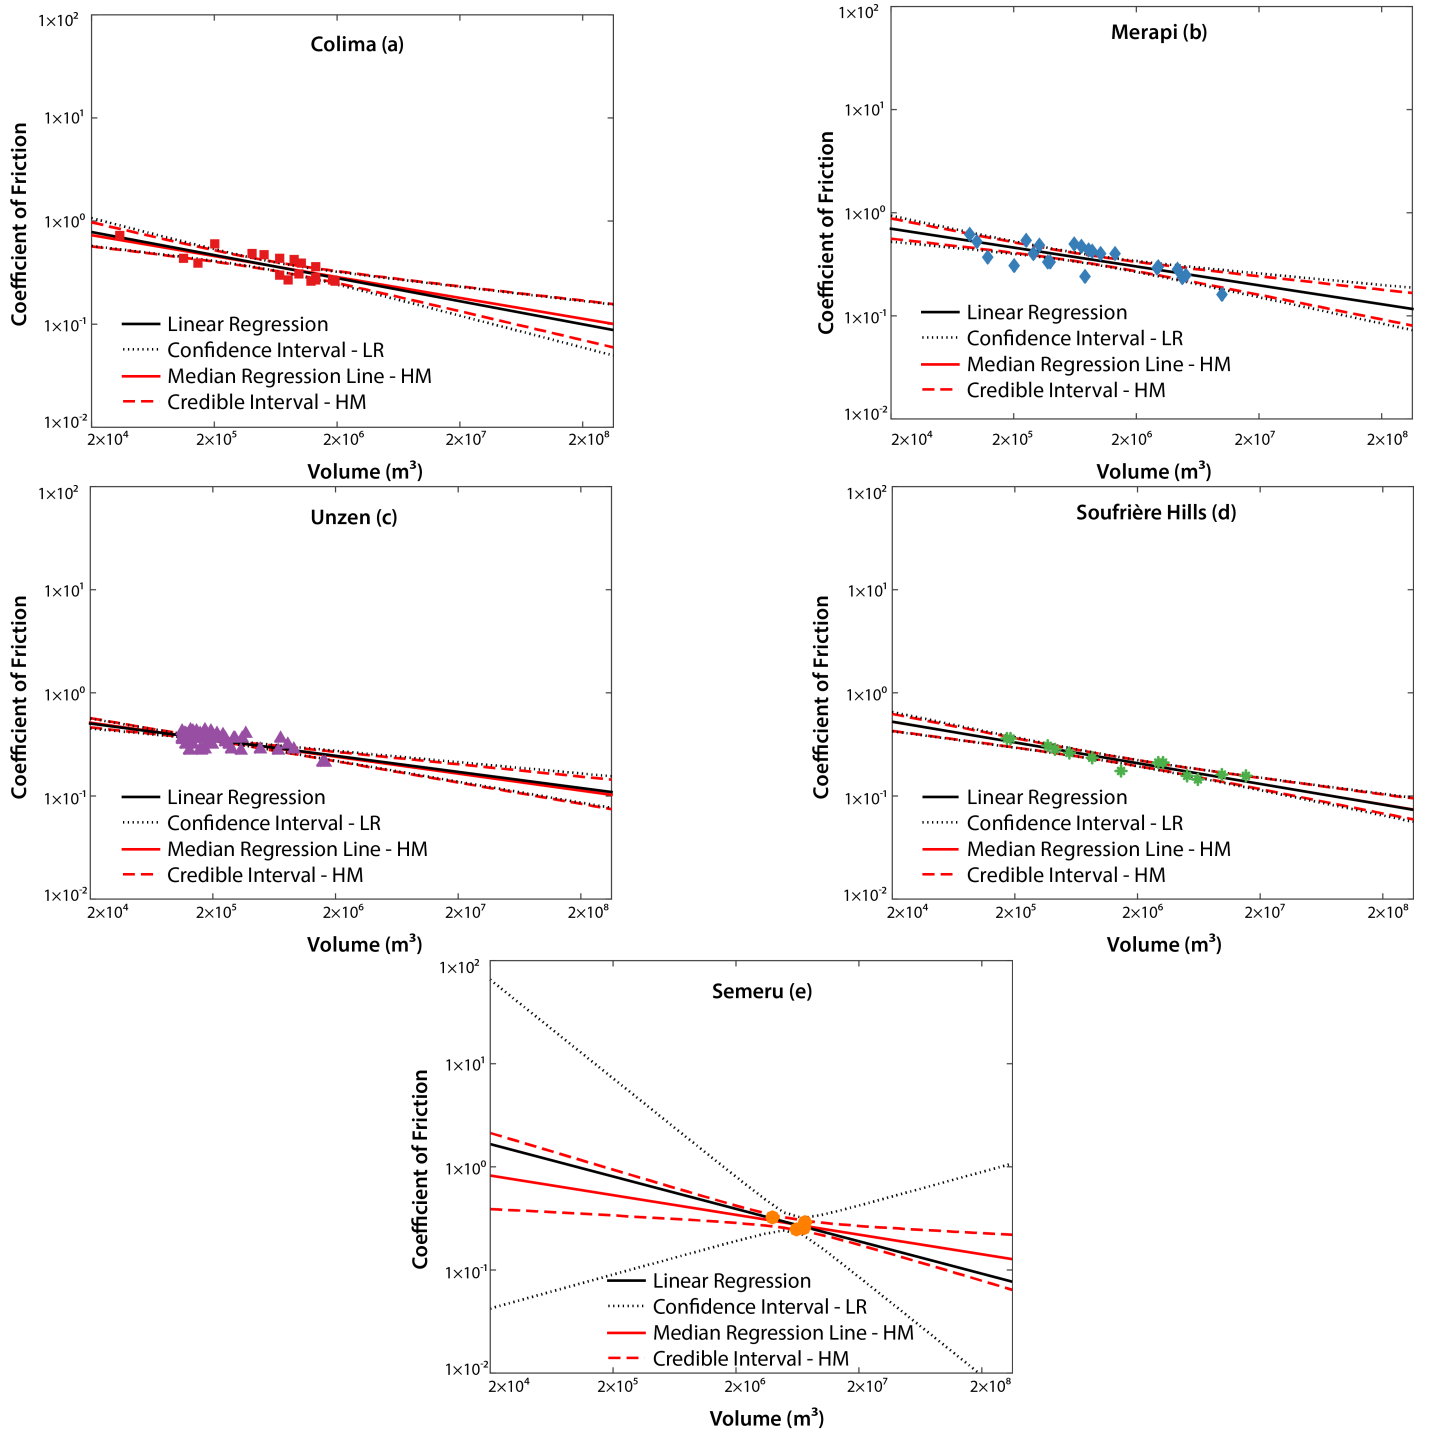 Colima (a)
Coefficient of Friction
1×10²
1×10¹
1×10⁰
1×10⁻¹
1×10⁻²
Linear Regression
Confidence Interval - LR
Median Regression Line - HM
Credible Interval - HM
2×10⁴ 2×10⁵ 2×10⁶ 2×10⁷ 2×10⁸
Volume (m³)
Merapi (b)
Coefficient of Friction
1×10²
1×10¹
1×10⁰
1×10⁻¹
1×10⁻²
Linear Regression
Confidence Interval - LR
Median Regression Line - HM
Credible Interval - HM
2×10⁴ 2×10⁵ 2×10⁶ 2×10⁷ 2×10⁸
Volume (m³)
Unzen (c)
Coefficient of Friction
1×10²
1×10¹
1×10⁰
1×10⁻¹
1×10⁻²
Linear Regression
Confidence Interval - LR
Median Regression Line - HM
Credible Interval - HM
2×10⁴ 2×10⁵ 2×10⁶ 2×10⁷ 2×10⁸
Volume (m³)
Soufrière Hills (d)
Coefficient of Friction
1×10²
1×10¹
1×10⁰
1×10⁻¹
1×10⁻²
Linear Regression
Confidence Interval - LR
Median Regression Line - HM
Credible Interval - HM
2×10⁴ 2×10⁵ 2×10⁶ 2×10⁷ 2×10⁸
Volume (m³)
Semeru (e)
Coefficient of Friction
1×10²
1×10¹
1×10⁰
1×10⁻¹
1×10⁻²
Linear Regression
Confidence Interval - LR
Median Regression Line - HM
Credible Interval - HM
2×10⁴ 2×10⁵ 2×10⁶ 2×10⁷ 2×10⁸
Volume (m³)